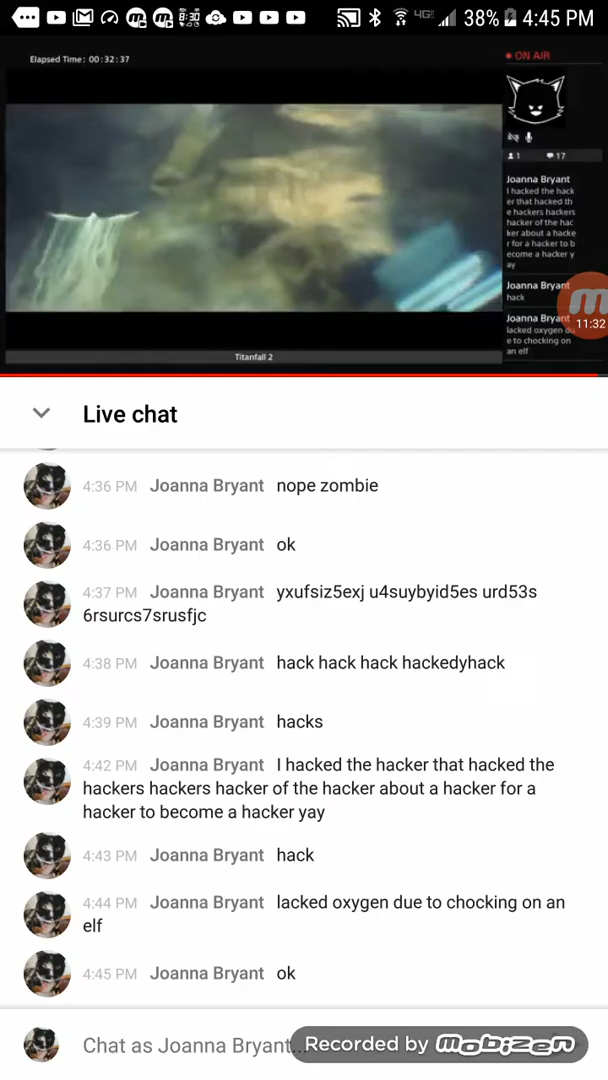 8:30
4G
38%
4:45 PM
Elapsed Time: 00:32:37
ON AIR
1 17
Joanna Bryant
I hacked the hack
er that hacked th
e hackers hackers
hacker of the hac
ker about a hacke
r for a hacker to b
ecome a hacker y
ay
Joanna Bryant
hack
11:32
Joanna Bryant
lacked oxygen du
e to chocking on
an elf
Titanfall 2
Live chat
4:36 PM Joanna Bryant nope zombie
4:36 PM Joanna Bryant ok
4:37 PM Joanna Bryant yxufsiz5exj u4suybyid5es urd53s
6rsurcs7srusfjc
4:38 PM Joanna Bryant hack hack hack hackedyhack
4:39 PM Joanna Bryant hacks
4:42 PM Joanna Bryant I hacked the hacker that hacked the
hackers hackers hacker of the hacker about a hacker for a
hacker to become a hacker yay
4:43 PM Joanna Bryant hack
4:44 PM Joanna Bryant lacked oxygen due to chocking on an
elf
4:45 PM Joanna Bryant ok
Chat as Joanna Bryant...
Recorded by mobizen